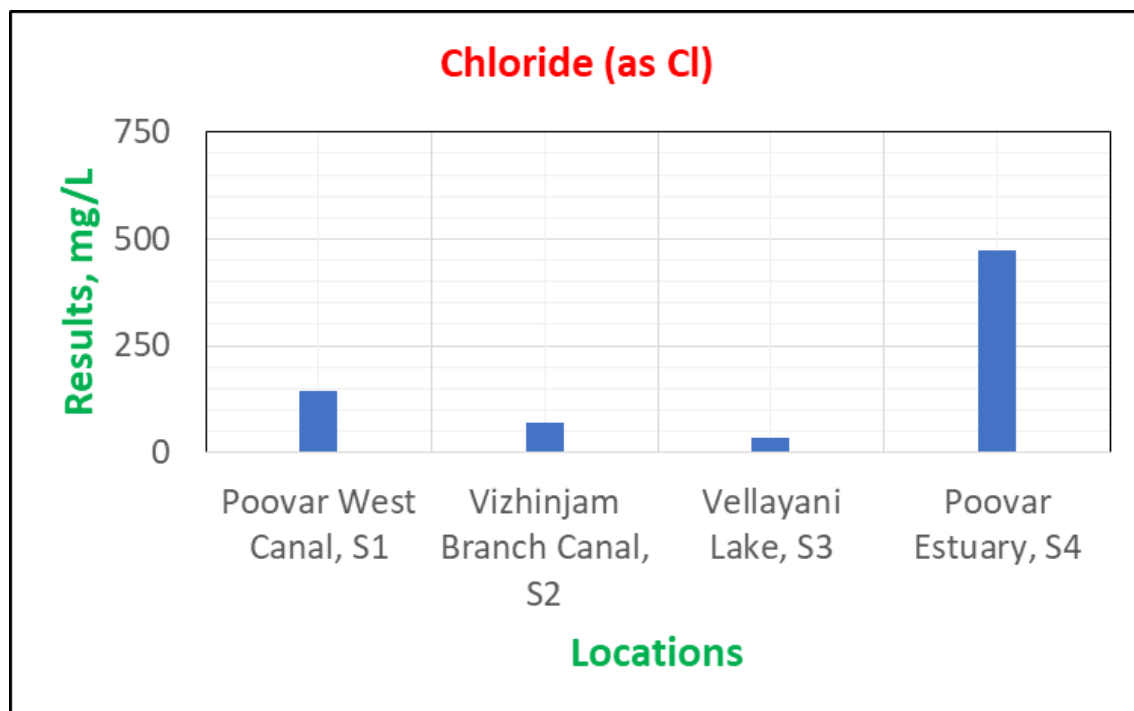 Chloride (as Cl)
Results, mg/L
750
500
250
0
Poovar West
Canal, S1
Vizhinjam
Branch Canal,
S2
Vellayani
Lake, S3
Poovar
Estuary, S4
Locations